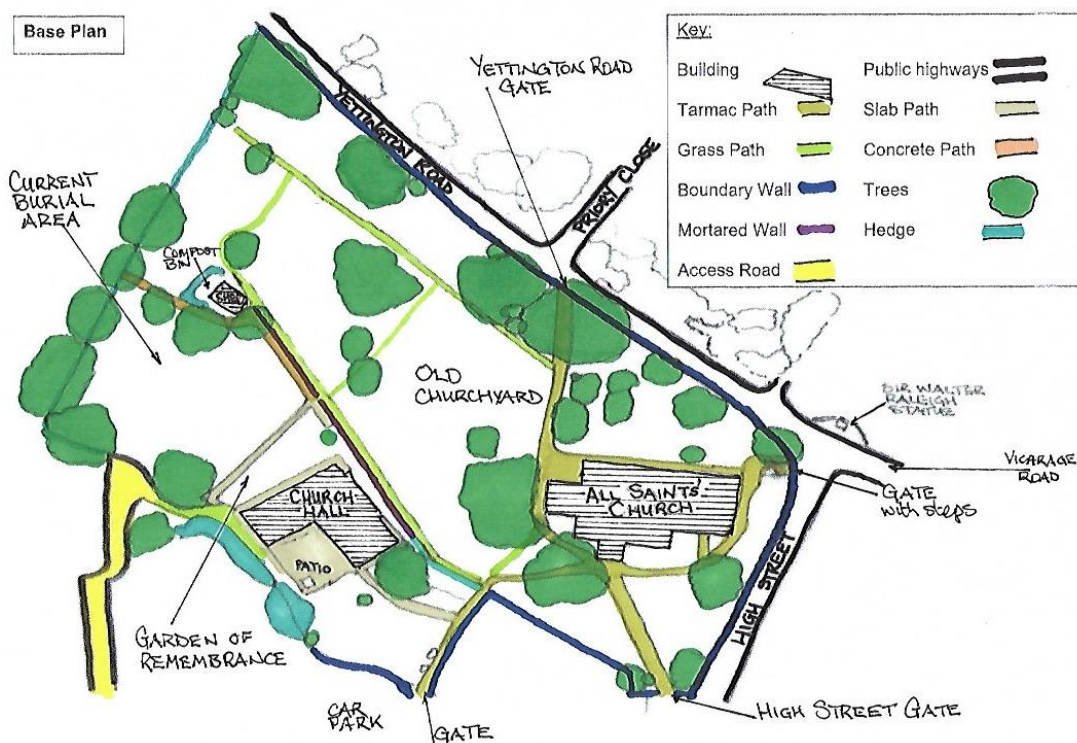 Base Plan
Key:
Building
Public highways
Tarmac Path
Slab Path
Grass Path
Concrete Path
Boundary Wall
Trees
Mortared Wall
Hedge
Access Road
YETTINGTON ROAD
GATE
YETTINGTON ROAD
PRIORY CLOSE
CURRENT
BURIAL
AREA
COMPOST
BIN
OLD
CHURCHYARD
SIR WALTER
RALEIGH
STATUE
VICARAGE
ROAD
GATE
with steps
CHURCH
HALL
ALL SAINTS'
CHURCH
PATIO
HIGH STREET
GARDEN OF
REMEMBRANCE
CAR
PARK
GATE
HIGH STREET GATE